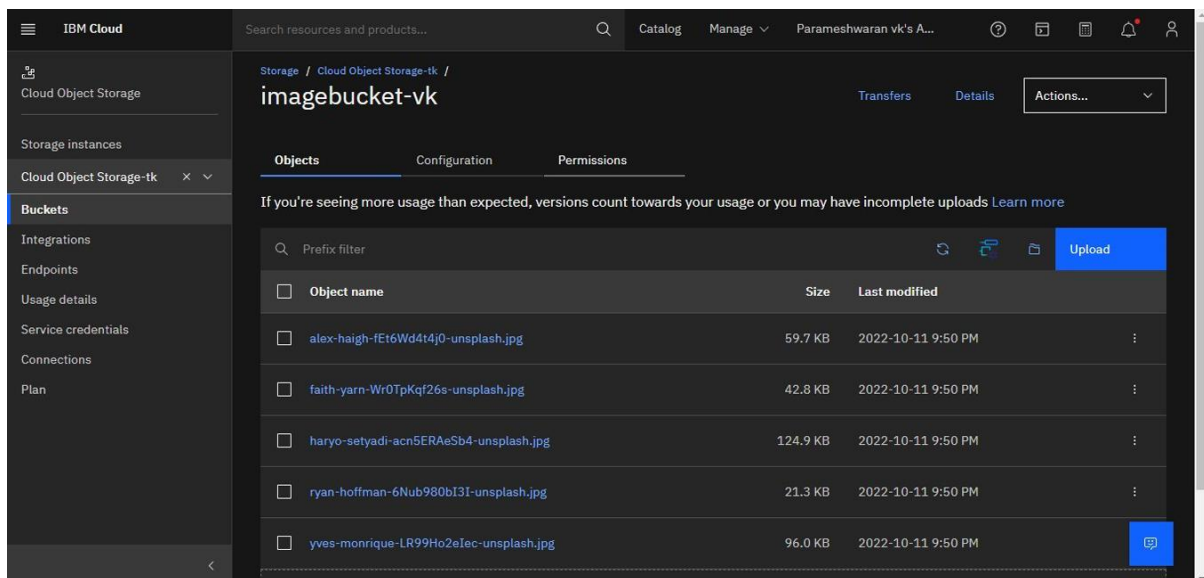 IBM Cloud
Search resources and products...
Catalog
Manage
Parameshwaran vk's A...
Cloud Object Storage
Storage instances
Cloud Object Storage-tk
Buckets
Integrations
Endpoints
Usage details
Service credentials
Connections
Plan
Storage / Cloud Object Storage-tk /
imagebucket-vk
Transfers
Details
Actions...
Objects
Configuration
Permissions
If you're seeing more usage than expected, versions count towards your usage or you may have incomplete uploads Learn more
Prefix filter
Upload
Object name Size Last modified
alex-haigh-fEt6Wd4t4j0-unsplash.jpg 59.7 KB 2022-10-11 9:50 PM
faith-yarn-Wr0TpKqf26s-unsplash.jpg 42.8 KB 2022-10-11 9:50 PM
haryo-setyadi-acn5ERAeSb4-unsplash.jpg 124.9 KB 2022-10-11 9:50 PM
ryan-hoffman-6Nub980bI3I-unsplash.jpg 21.3 KB 2022-10-11 9:50 PM
yves-monrique-LR99Ho2eIec-unsplash.jpg 96.0 KB 2022-10-11 9:50 PM